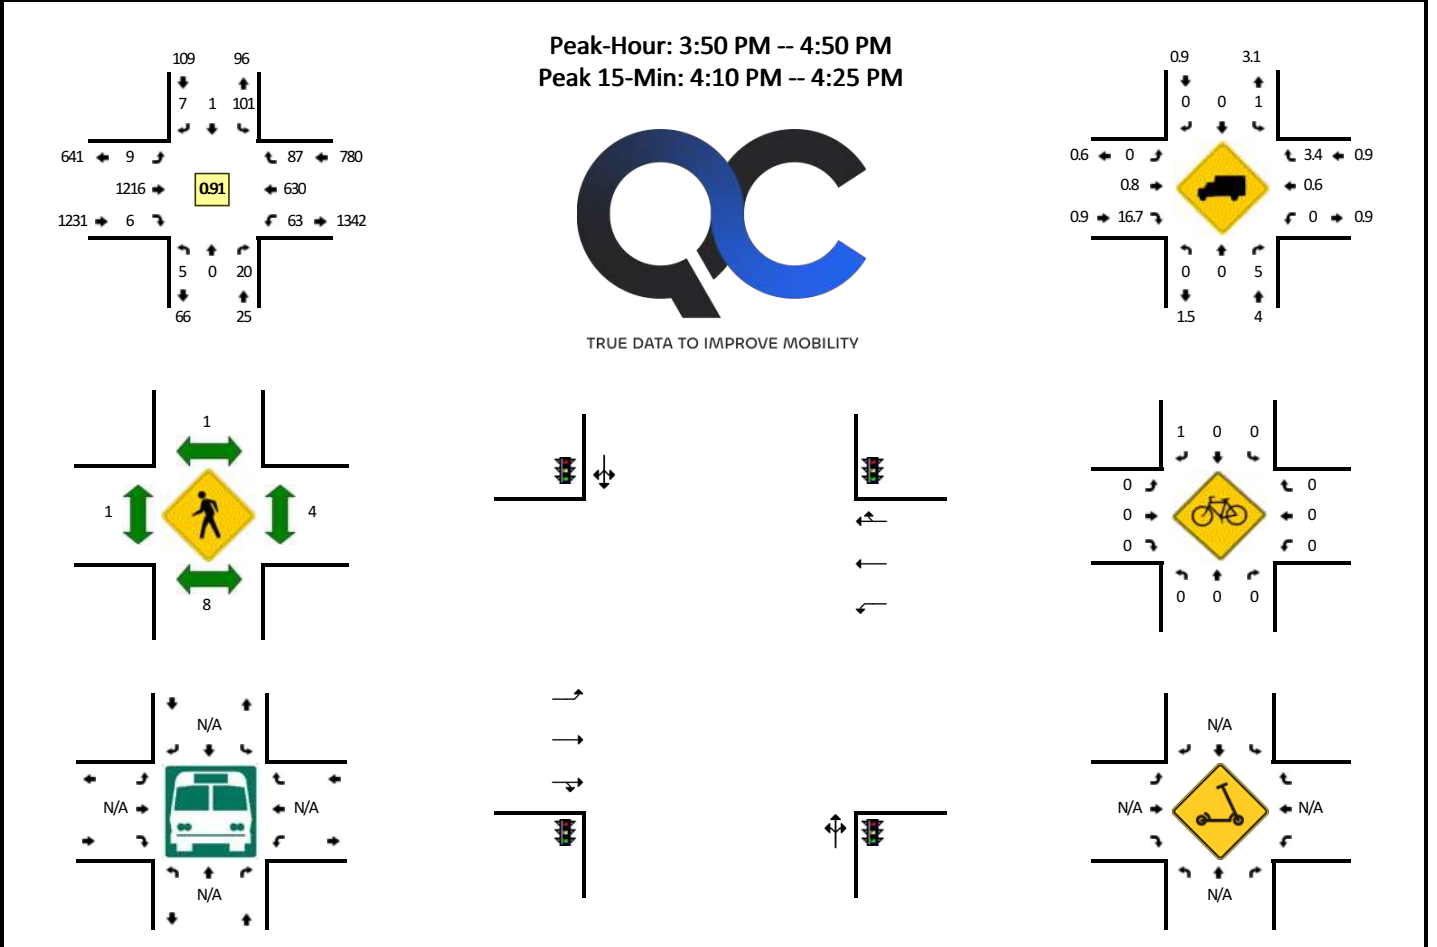 Peak-Hour: 3:50 PM -- 4:50 PM
Peak 15-Min: 4:10 PM -- 4:25 PM
109 96
7 1 101
641 9 87 780
1216 0.91 630
1231 6 63 1342
5 0 20
66 25
TRUE DATA TO IMPROVE MOBILITY
0.9 3.1
0 0 1
0.6 0 3.4 0.9
0.8 0.6
0.9 16.7 0 0.9
0 0 5
1.5 4
1
1 4
8
1 0 0
0 0
0 0
0 0
0 0 0
N/A
N/A N/A
N/A
N/A
N/A N/A
N/A